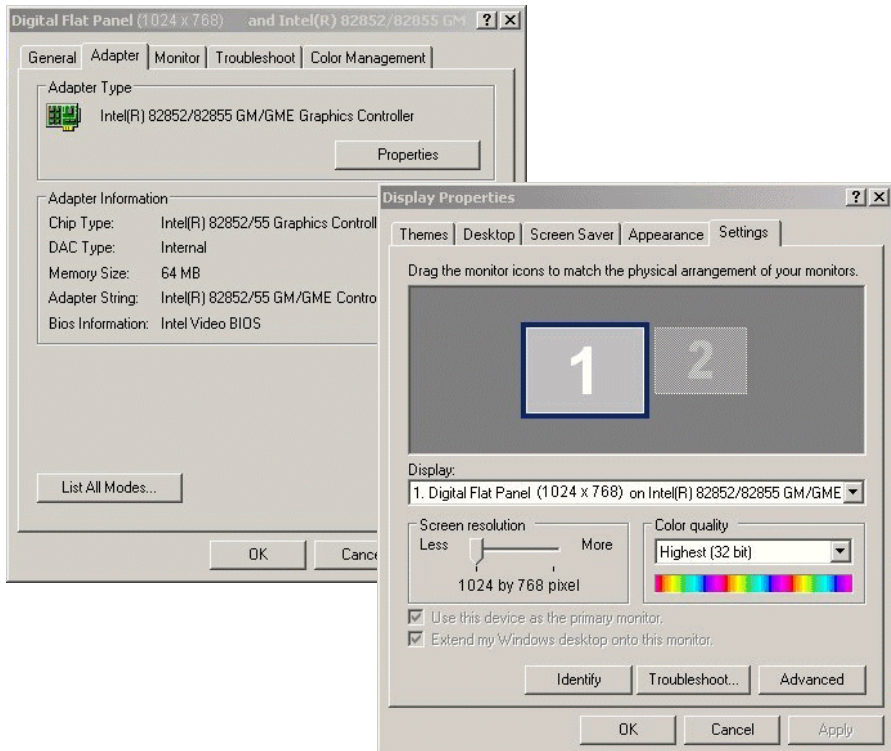 Digital Flat Panel (1024 x 768) and Intel(R) 82852/82855 GM
General Adapter Monitor Troubleshoot Color Management
Adapter Type
Intel(R) 82852/82855 GM/GME Graphics Controller
Properties
Adapter Information
Chip Type: Intel(R) 82852/55 Graphics Controll
DAC Type: Internal
Memory Size: 64 MB
Adapter String: Intel(R) 82852/55 GM/GME Contro
Bios Information: Intel Video BIOS
List All Modes...
OK Cance
Display Properties
Themes Desktop Screen Saver Appearance Settings
Drag the monitor icons to match the physical arrangement of your monitors.
1 2
Display:
1. Digital Flat Panel (1024 x 768) on Intel(R) 82852/82855 GM/GME
Screen resolution
Less More
1024 by 768 pixel
Color quality
Highest (32 bit)
Use this device as the primary monitor.
Extend my Windows desktop onto this monitor.
Identify Troubleshoot... Advanced
OK Cancel Apply